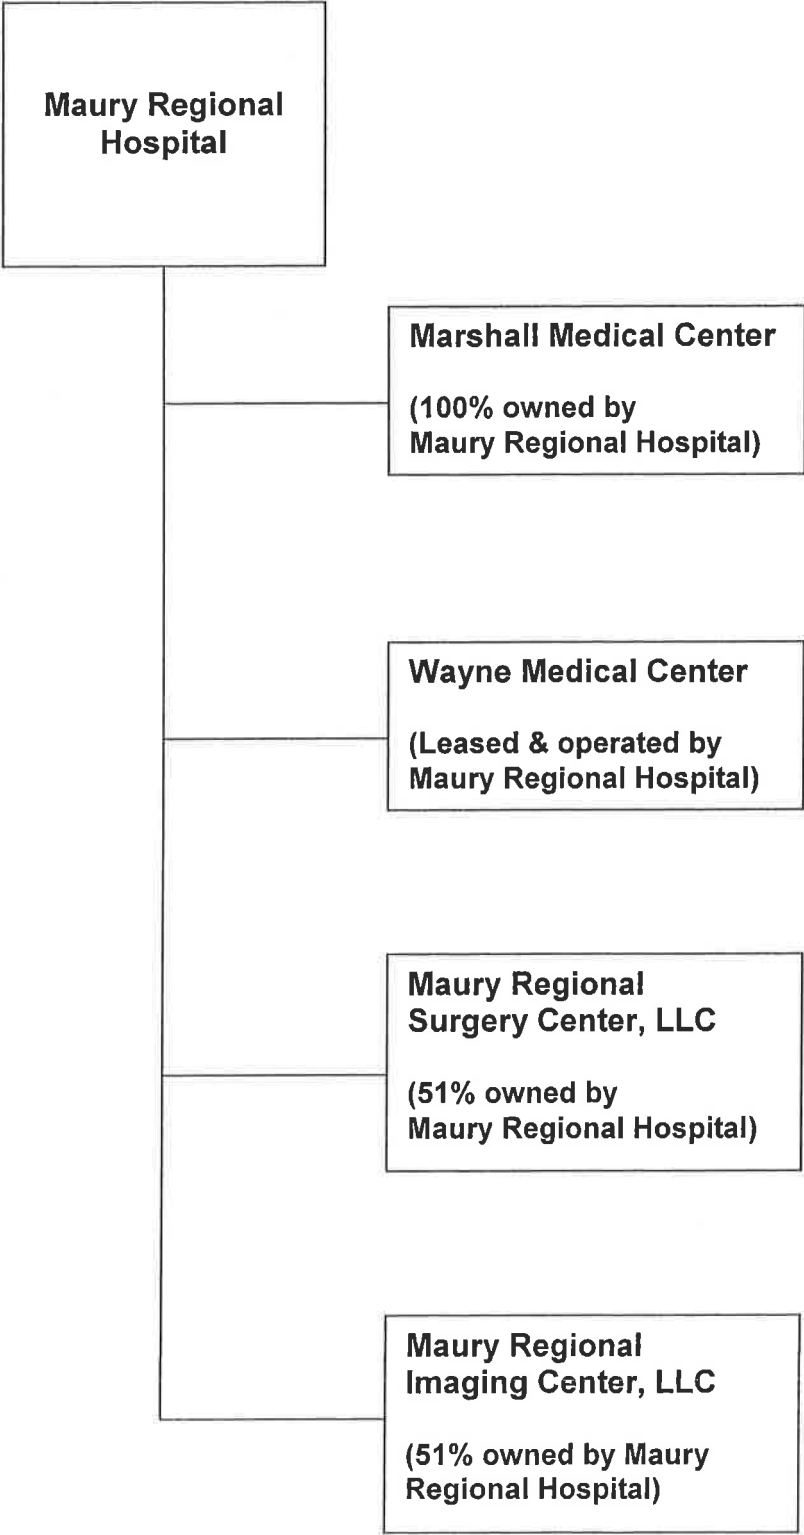 Maury Regional
Hospital
Marshall Medical Center
(100% owned by
Maury Regional Hospital)
Wayne Medical Center
(Leased & operated by
Maury Regional Hospital)
Maury Regional
Surgery Center, LLC
(51% owned by
Maury Regional Hospital)
Maury Regional
Imaging Center, LLC
(51% owned by Maury
Regional Hospital)